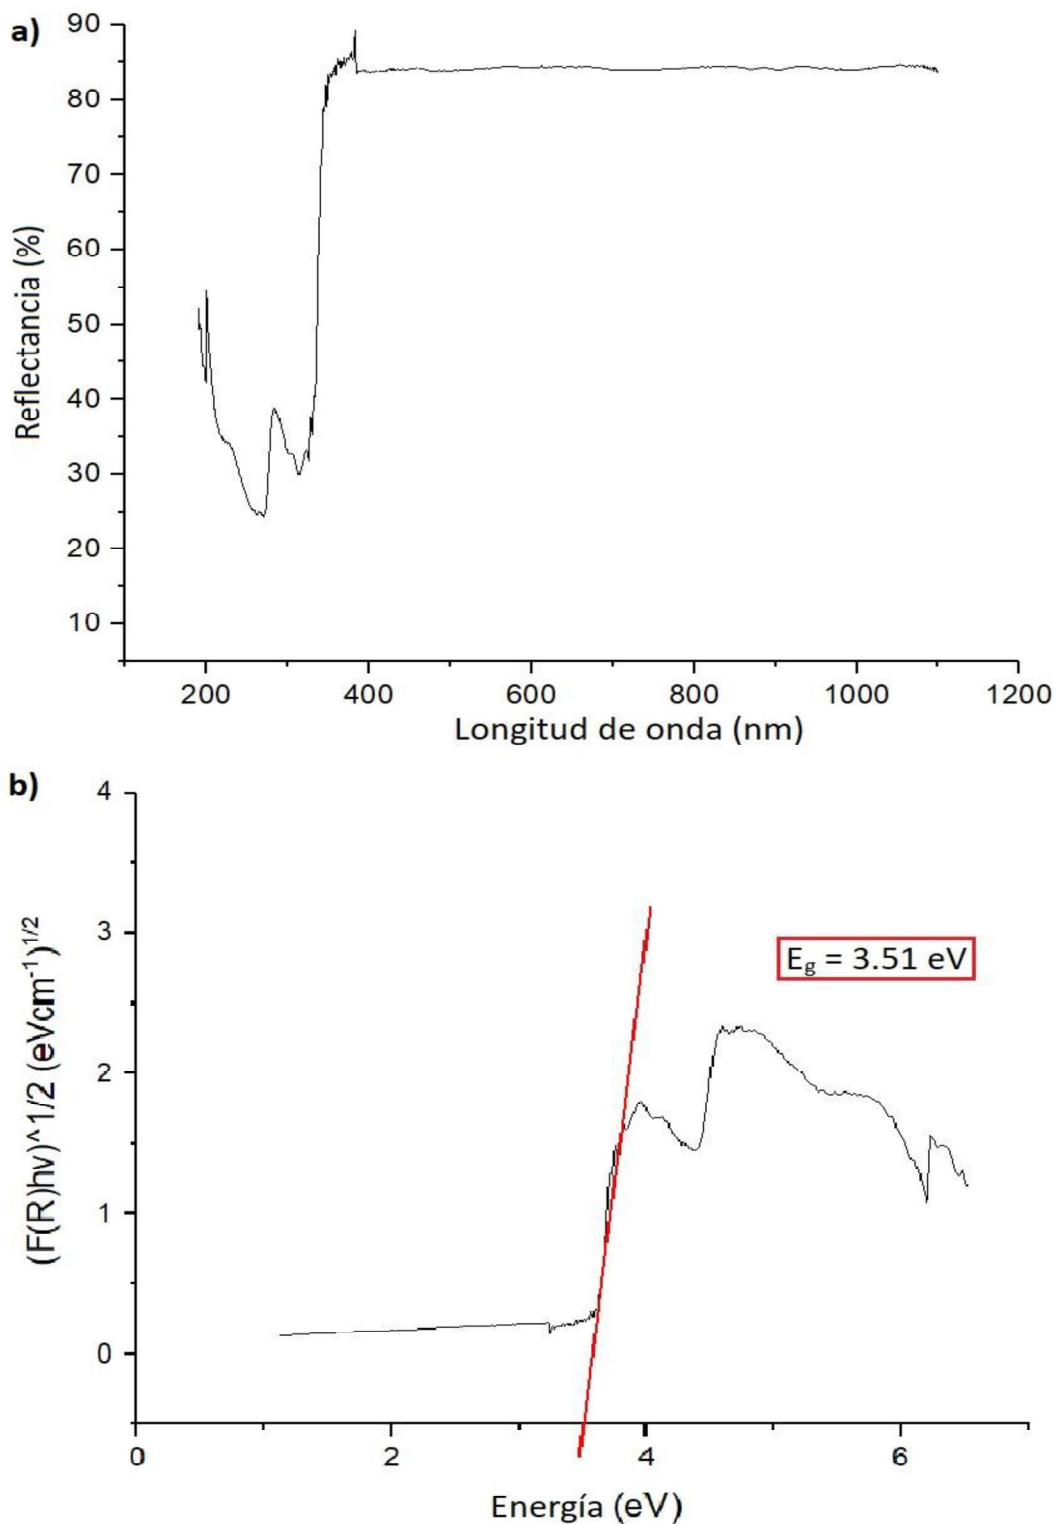 a)
90
80
70
60
50
40
30
20
10
Reflectancia (%)
200 400 600 800 1000 1200
Longitud de onda (nm)
b)
4
3
2
1
0
(F(R)hν)^1/2 (eVcm⁻¹)¹/²
E_g = 3.51 eV
0 2 4 6
Energía (eV)